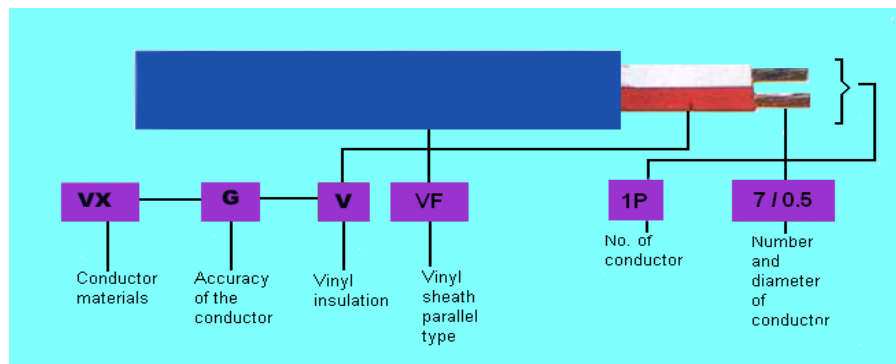 VX
G
V
VF
1P
7 / 0.5
Conductor
materials
Accuracy
of the
conductor
Vinyl
insulation
Vinyl
sheath
parallel
type
No. of
conductor
Number
and
diameter
of
conductor